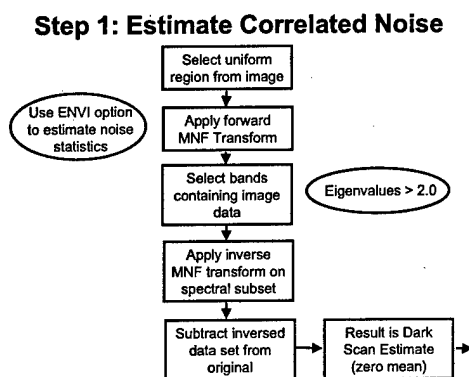 Step 1: Estimate Correlated Noise
Select uniform
region from image
Use ENVI option
to estimate noise
statistics
Apply forward
MNF Transform
Select bands
containing image
data
Eigenvalues > 2.0
Apply inverse
MNF transform on
spectral subset
Subtract inversed
data set from
original
Result is Dark
Scan Estimate
(zero mean)